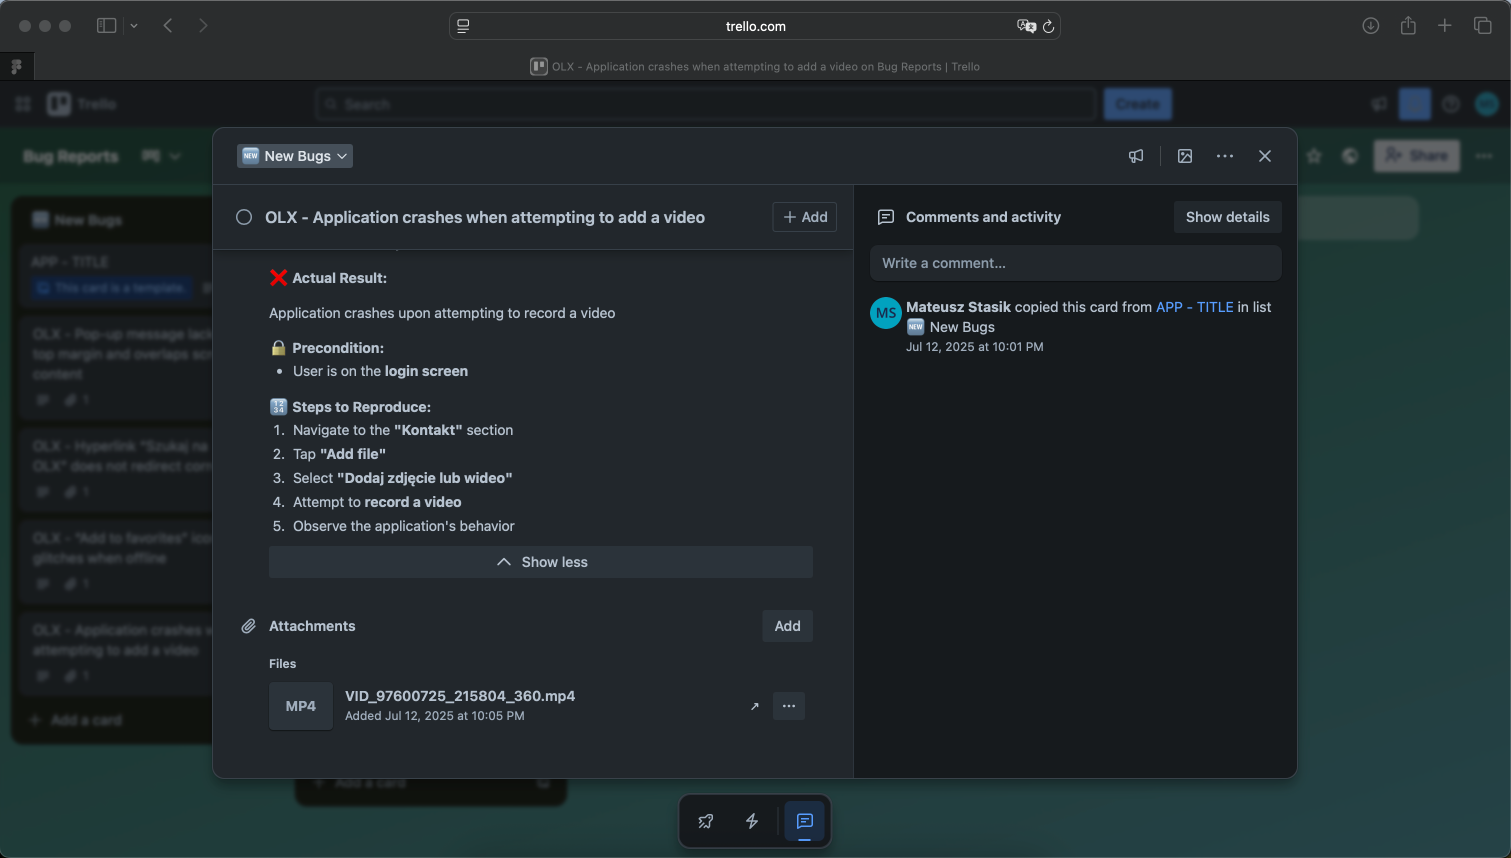 trello.com
OLX - Application crashes when attempting to add a video on Bug Reports | Trello
Trello
Search
Create
Bug Reports
Share
New Bugs
APP - TITLE
This card is a template.
OLX - Pop-up message lack
top margin and overlaps scr
content
1
OLX - Hyperlink "Szukaj na
OLX" does not redirect corr
1
OLX - "Add to favorites" ico
glitches when offline
1
OLX - Application crashes w
attempting to add a video
1
Add a card
Add a card
NEW New Bugs
OLX - Application crashes when attempting to add a video
Add
Actual Result:
Application crashes upon attempting to record a video
Precondition:
• User is on the login screen
Steps to Reproduce:
1. Navigate to the "Kontakt" section
2. Tap "Add file"
3. Select "Dodaj zdjęcie lub wideo"
4. Attempt to record a video
5. Observe the application's behavior
Show less
Attachments
Add
Files
MP4
VID_97600725_215804_360.mp4
Added Jul 12, 2025 at 10:05 PM
Comments and activity
Show details
Write a comment...
MS
Mateusz Stasik copied this card from APP - TITLE in list
NEW New Bugs
Jul 12, 2025 at 10:01 PM